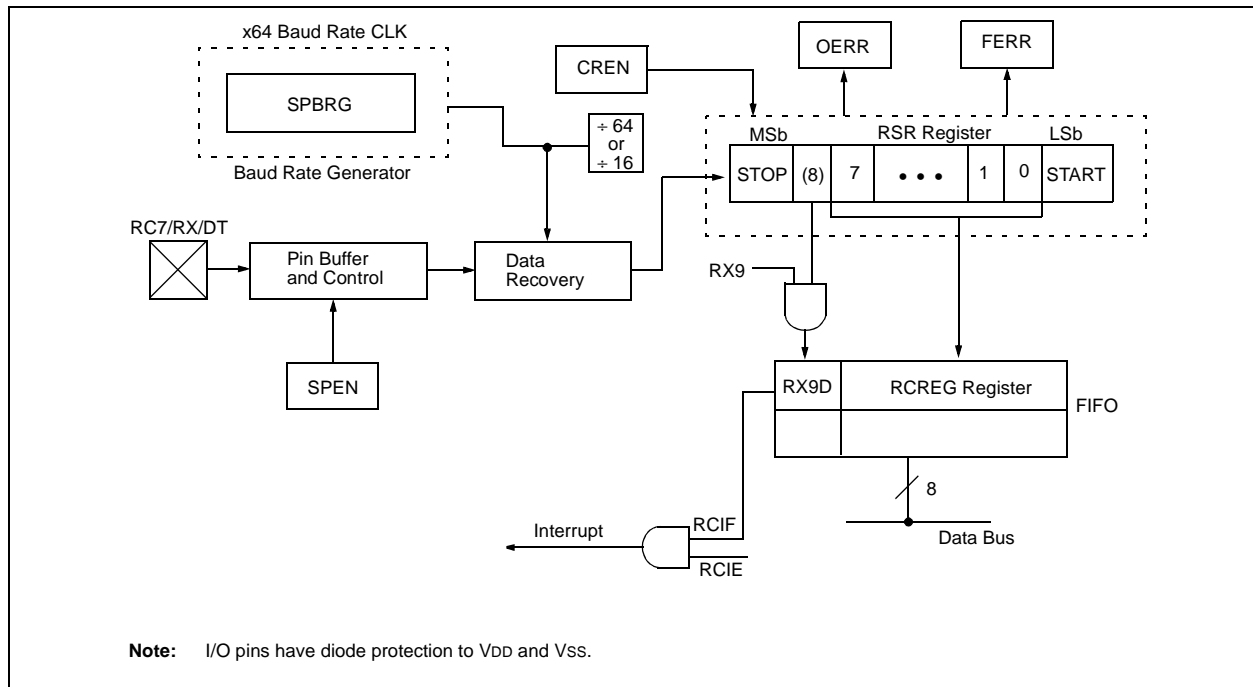 x64 Baud Rate CLK
SPBRG
Baud Rate Generator
CREN
OERR
FERR
÷ 64
or
÷ 16
MSb
RSR Register
LSb
STOP
(8)
7
• • •
1
0
START
RC7/RX/DT
Pin Buffer
and Control
Data
Recovery
RX9
SPEN
RX9D
RCREG Register
FIFO
8
Data Bus
Interrupt
RCIF
RCIE
Note: I/O pins have diode protection to VDD and VSS.